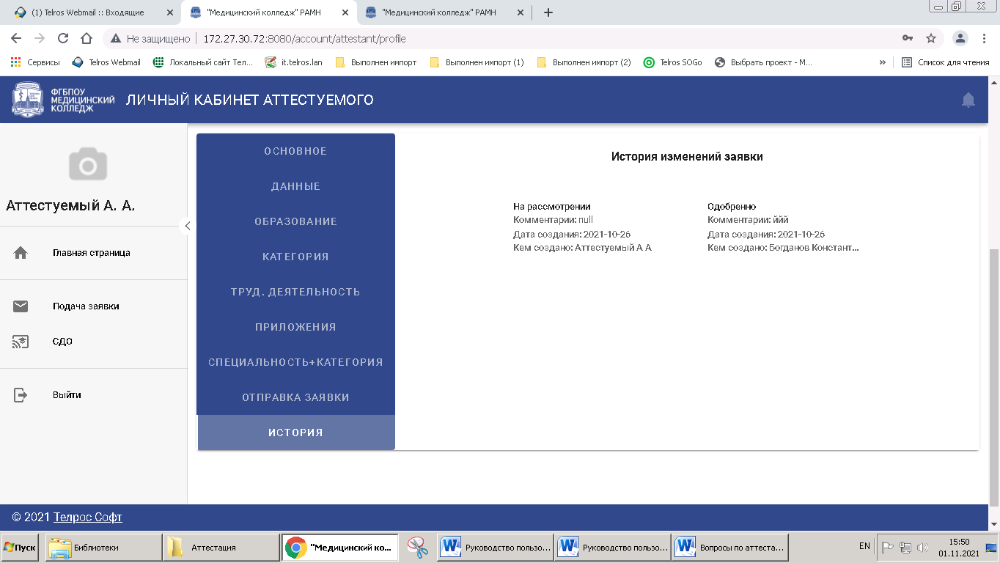 (1) Telros Webmail :: Входящие
"Медицинский колледж" РАМН
"Медицинский колледж" РАМН
Не защищено
172.27.30.72:8080/account/attestant/profile
Сервисы
Telros Webmail
Локальный сайт Тел...
it.telros.lan
Выполнен импорт
Выполнен импорт (1)
Выполнен импорт (2)
Telros SOGo
Выбрать проект - М...
»
Список для чтения
ФГБПОУ
МЕДИЦИНСКИЙ
КОЛЛЕДЖ
ЛИЧНЫЙ КАБИНЕТ АТТЕСТУЕМОГО
Аттестуемый А. А.
Главная страница
Подача заявки
СДО
Выйти
ОСНОВНОЕ
ДАННЫЕ
ОБРАЗОВАНИЕ
КАТЕГОРИЯ
ТРУД. ДЕЯТЕЛЬНОСТЬ
ПРИЛОЖЕНИЯ
СПЕЦИАЛЬНОСТЬ+КАТЕГОРИЯ
ОТПРАВКА ЗАЯВКИ
ИСТОРИЯ
История изменений заявки
На рассмотрении
Комментарии: null
Дата создания: 2021-10-26
Кем создано: Аттестуемый А А
Одобренно
Комментарии: ййй
Дата создания: 2021-10-26
Кем создано: Богданов Констант...
© 2021 Телрос Софт
Пуск
Библиотеки
Аттестация
"Медицинский ко...
Руководство пользо...
Руководство пользо...
Вопросы по аттеста...
EN
15:50
01.11.2021